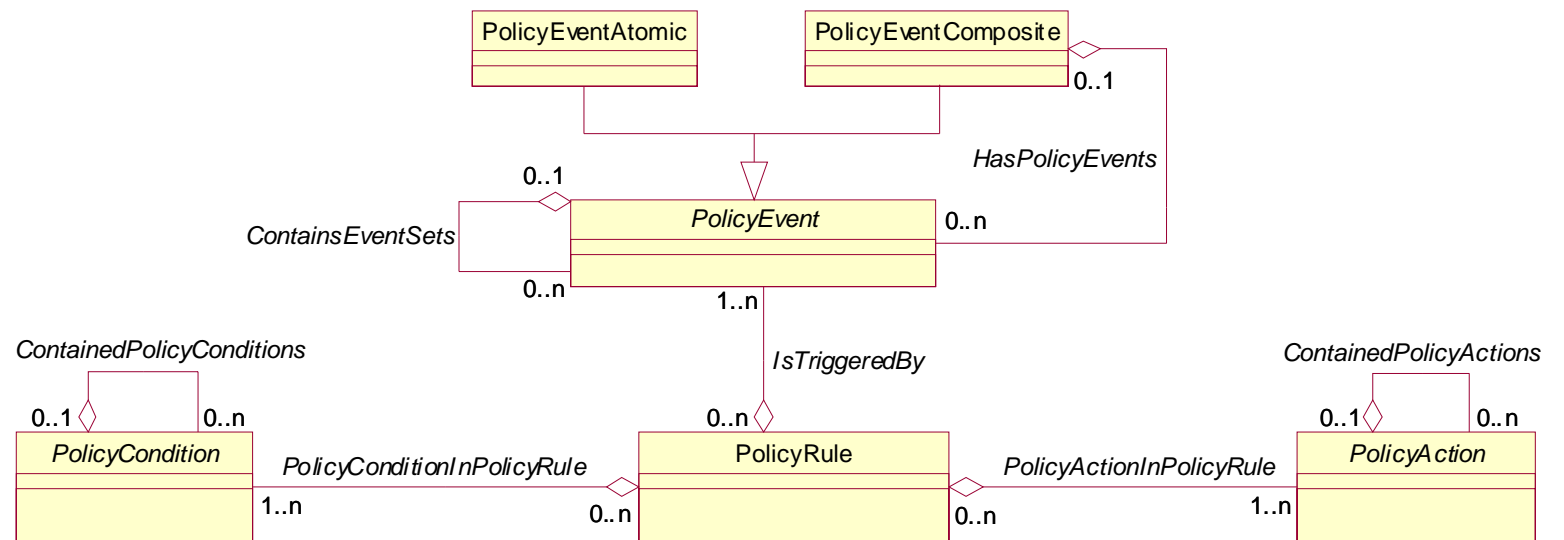 PolicyEventAtomic
PolicyEventComposite
0..1
HasPolicyEvents
0..1
PolicyEvent
0..n
ContainsEventSets
0..n
1..n
ContainedPolicyConditions
IsTriggeredBy
ContainedPolicyActions
0..1
0..n
0..n
0..1
0..n
PolicyCondition
PolicyConditionInPolicyRule
PolicyRule
PolicyActionInPolicyRule
PolicyAction
1..n
0..n
0..n
1..n